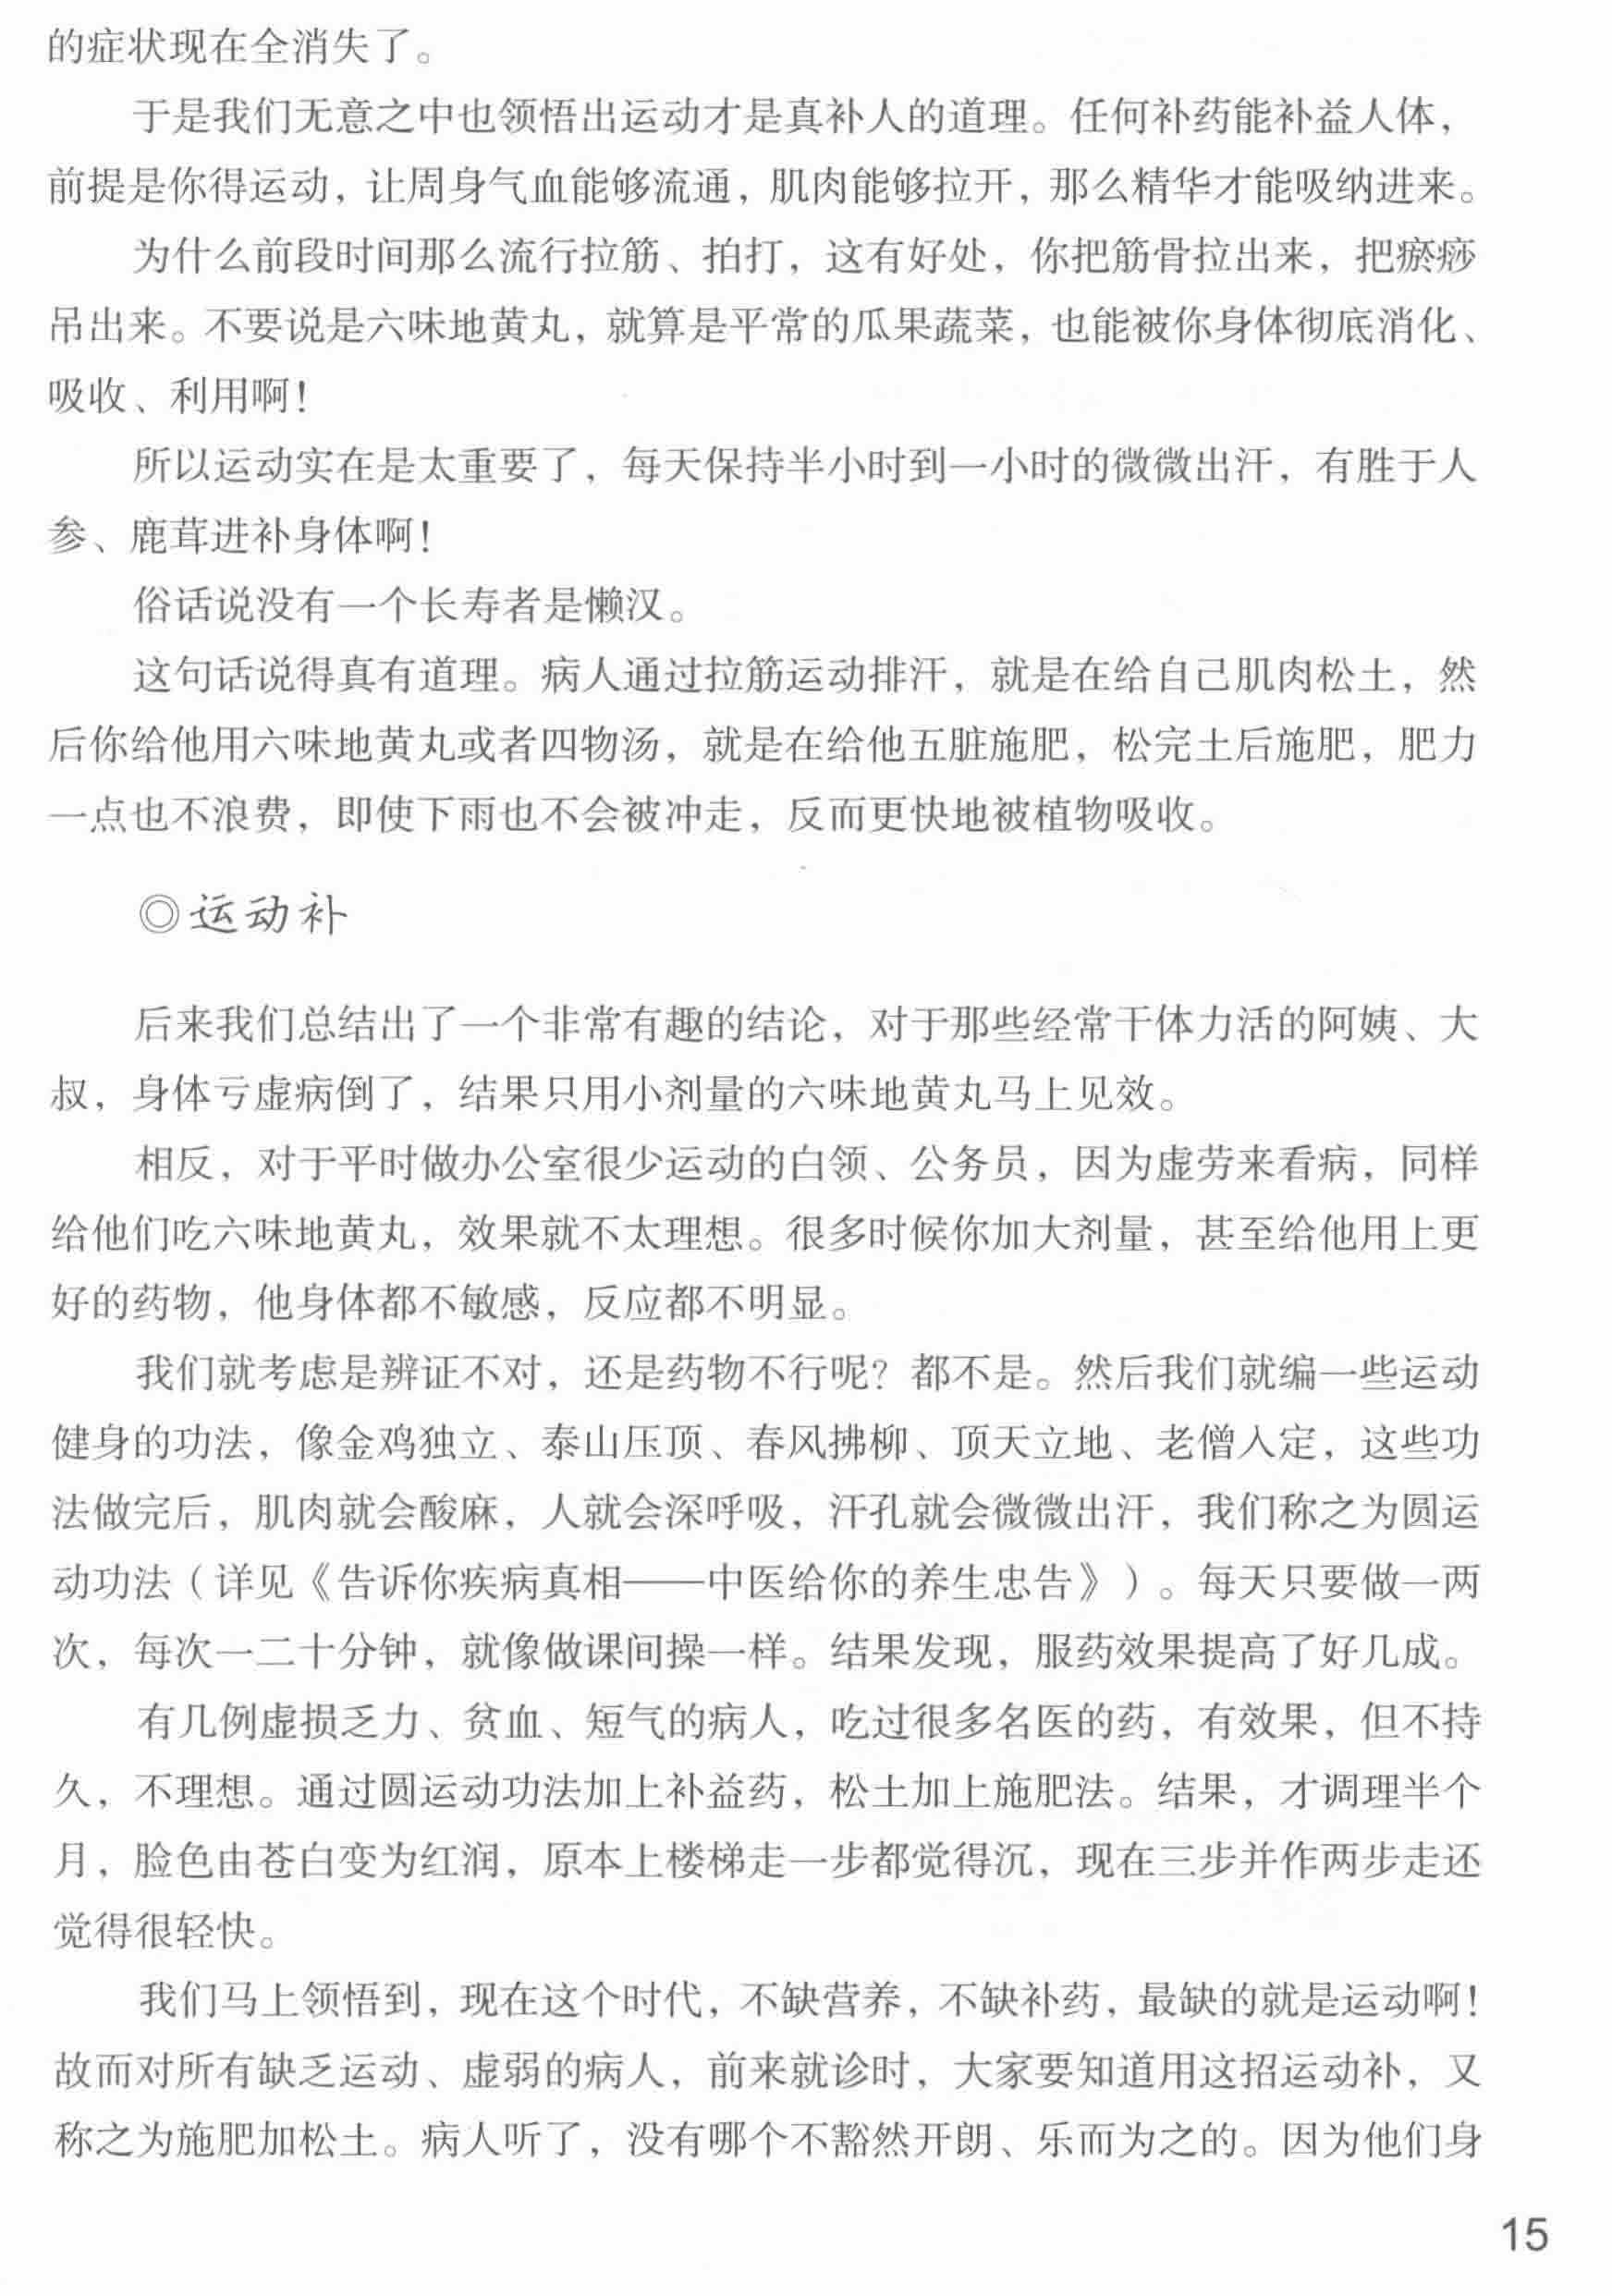 的症状现在全消失了。
于是我们无意之中也领悟出运动才是真补人的道理。任何补药能补益人体，
前提是你得运动，让周身气血能够流通，肌肉能够拉开，那么精华才能吸纳进来。
为什么前段时间那么流行拉筋、拍打，这有好处，你把筋骨拉出来，把瘀痧
吊出来。不要说是六味地黄丸，就算是平常的瓜果蔬菜，也能被你身体彻底消化、
吸收、利用啊！
所以运动实在是太重要了，每天保持半小时到一小时的微微出汗，有胜于人
参、鹿茸进补身体啊！
俗话说没有一个长寿者是懒汉。
这句话说得真有道理。病人通过拉筋运动排汗，就是在给自己肌肉松土，然
后你给他用六味地黄丸或者四物汤，就是在给他五脏施肥，松完土后施肥，肥力
一点也不浪费，即使下雨也不会被冲走，反而更快地被植物吸收。
◎运动补
后来我们总结出了一个非常有趣的结论，对于那些经常干体力活的阿姨、大
叔，身体亏虚病倒了，结果只用小剂量的六味地黄丸马上见效。
相反，对于平时做办公室很少运动的白领、公务员，因为虚劳来看病，同样
给他们吃六味地黄丸，效果就不太理想。很多时候你加大剂量，甚至给他用上更
好的药物，他身体都不敏感，反应都不明显。
我们就考虑是辨证不对，还是药物不行呢？都不是。然后我们就编一些运动
健身的功法，像金鸡独立、泰山压顶、春风拂柳、顶天立地、老僧入定，这些功
法做完后，肌肉就会酸麻，人就会深呼吸，汗孔就会微微出汗，我们称之为圆运
动功法（详见《告诉你疾病真相——中医给你的养生忠告》）。每天只要做一两
次，每次一二十分钟，就像做课间操一样。结果发现，服药效果提高了好几成。
有几例虚损乏力、贫血、短气的病人，吃过很多名医的药，有效果，但不持
久，不理想。通过圆运动功法加上补益药，松土加上施肥法。结果，才调理半个
月，脸色由苍白变为红润，原本上楼梯走一步都觉得沉，现在三步并作两步走还
觉得很轻快。
我们马上领悟到，现在这个时代，不缺营养，不缺补药，最缺的就是运动啊！
故而对所有缺乏运动、虚弱的病人，前来就诊时，大家要知道用这招运动补，又
称之为施肥加松土。病人听了，没有哪个不豁然开朗、乐而为之的。因为他们身
15